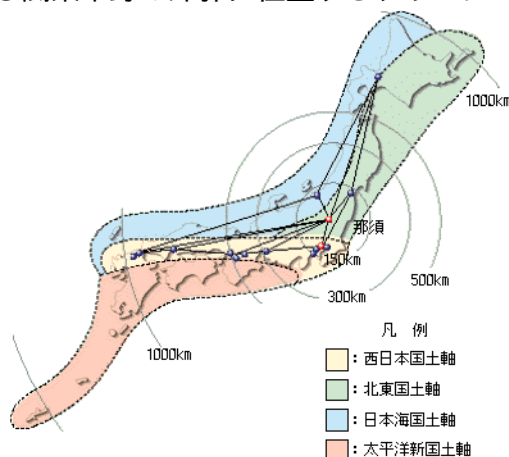 1000km
那須
150km
500km
300km
1000km
凡 例
：西日本国土軸
：北東国土軸
：日本海国土軸
：太平洋新国土軸